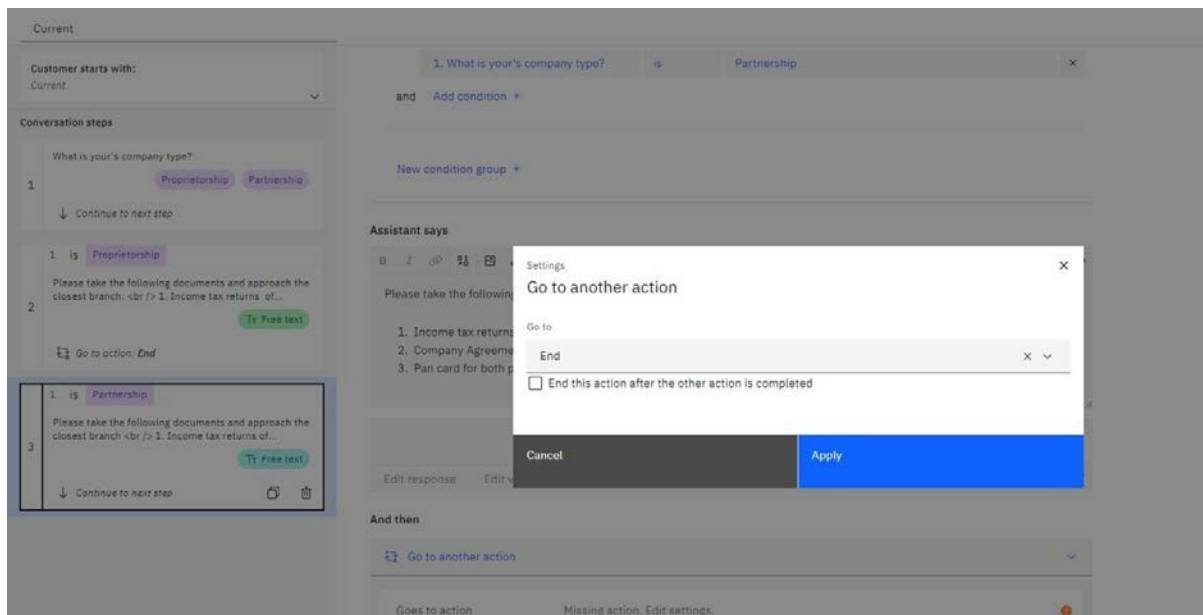 Current
Customer starts with:
Current
Conversation steps
1
What is your's company type?
Proprietorship Partnership
Continue to next step
2
1 is Proprietorship
Please take the following documents and approach the
closest branch: <br /> 1. Income tax returns of...
Free text
Go to action: End
3
1 is Partnership
Please take the following documents and approach the
closest branch <br /> 1. Income tax returns of...
Free text
Continue to next step
1. What is your's company type? is Partnership
and Add condition +
New condition group +
Assistant says
B I
Please take the following
1. Income tax returns
2. Company Agreeme
3. Pan card for both p
Edit response Edit v
Settings
Go to another action
Go to
End
End this action after the other action is completed
Cancel Apply
And then
Go to another action
Goes to action Missing action. Edit settings.